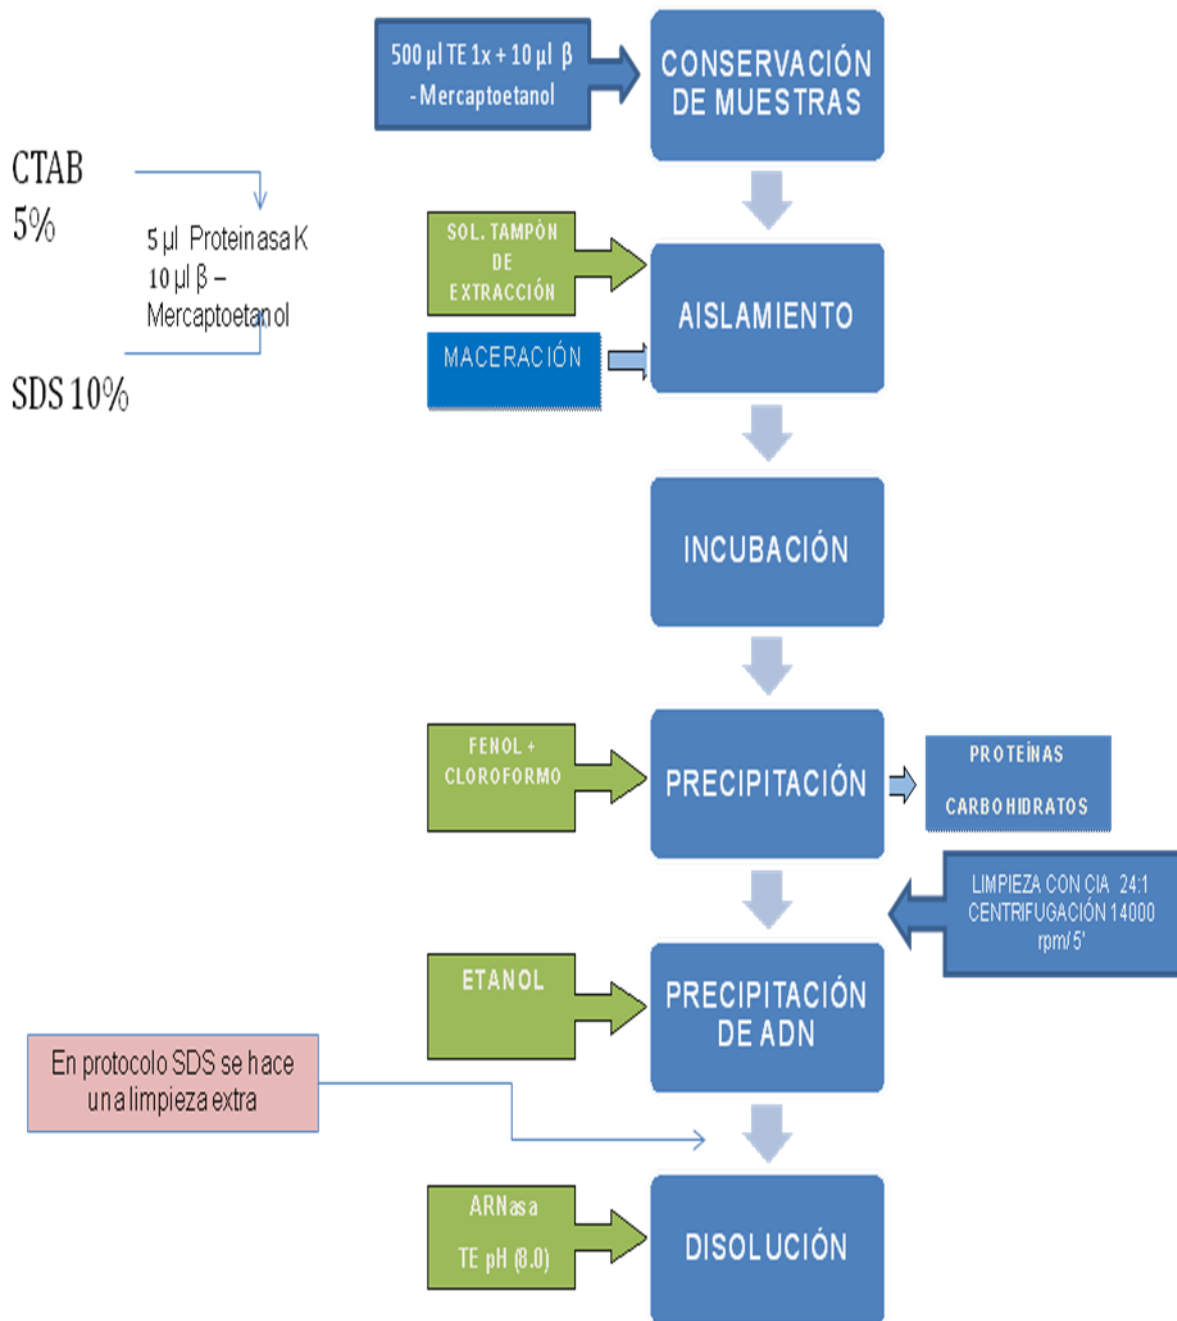 500 µl TE 1x + 10 µl β
- Mercaptoetanol
CONSERVACIÓN
DE MUESTRAS
CTAB
5%
5 µl Proteinasa K
10 µl β –
Mercaptoetanol
SDS 10%
SOL. TAMPÒN
DE
EXTRACCIÓN
MACERACIÓN
AISLAMIENTO
INCUBACIÓN
FENOL +
CLOROFORMO
PRECIPITACIÓN
PROTEÍNAS
CARBOHIDRATOS
LIMPIEZA CON CIA 24:1
CENTRIFUGACIÓN 14000
rpm/ 5'
ETANOL
PRECIPITACIÓN
DE ADN
En protocolo SDS se hace
una limpieza extra
ARNasa
TE pH (8.0)
DISOLUCIÓN